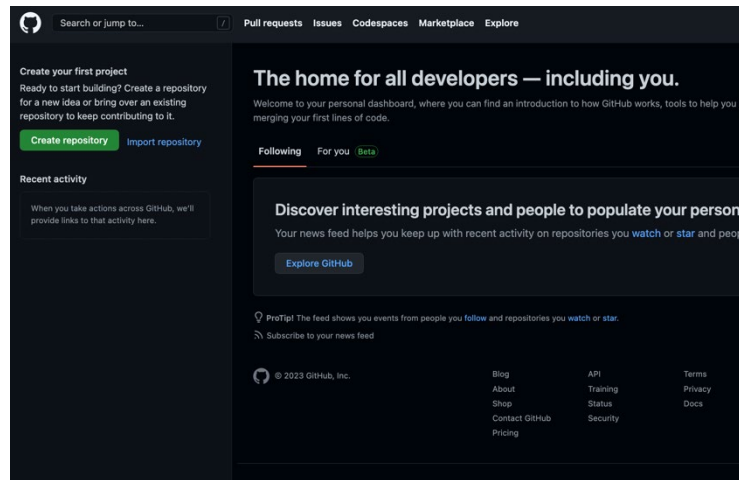 Search or jump to... /
Pull requests Issues Codespaces Marketplace Explore
Create your first project
Ready to start building? Create a repository
for a new idea or bring over an existing
repository to keep contributing to it.
Create repository Import repository
Recent activity
When you take actions across GitHub, we'll
provide links to that activity here.
The home for all developers — including you.
Welcome to your personal dashboard, where you can find an introduction to how GitHub works, tools to help you
merging your first lines of code.
Following For you Beta
Discover interesting projects and people to populate your person
Your news feed helps you keep up with recent activity on repositories you watch or star and peop
Explore GitHub
ProTip! The feed shows you events from people you follow and repositories you watch or star.
Subscribe to your news feed
© 2023 GitHub, Inc.
Blog
About
Shop
Contact GitHub
Pricing
API
Training
Status
Security
Terms
Privacy
Docs